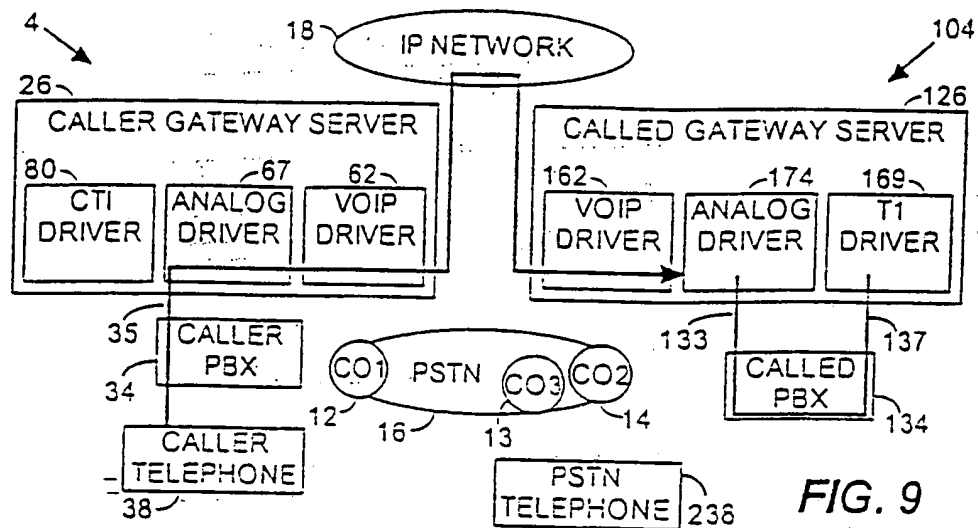 4
18
IP NETWORK
104
26
CALLER GATEWAY SERVER
126
CALLED GATEWAY SERVER
80
CTI
DRIVER
67
ANALOG
DRIVER
62
VOIP
DRIVER
162
VOIP
DRIVER
174
ANALOG
DRIVER
169
T1
DRIVER
35
CALLER
PBX
34
133
137
CALLED
PBX
134
CO1
PSTN
CO3
CO2
12
16
13
14
CALLER
TELEPHONE
38
PSTN
TELEPHONE
236
FIG. 9